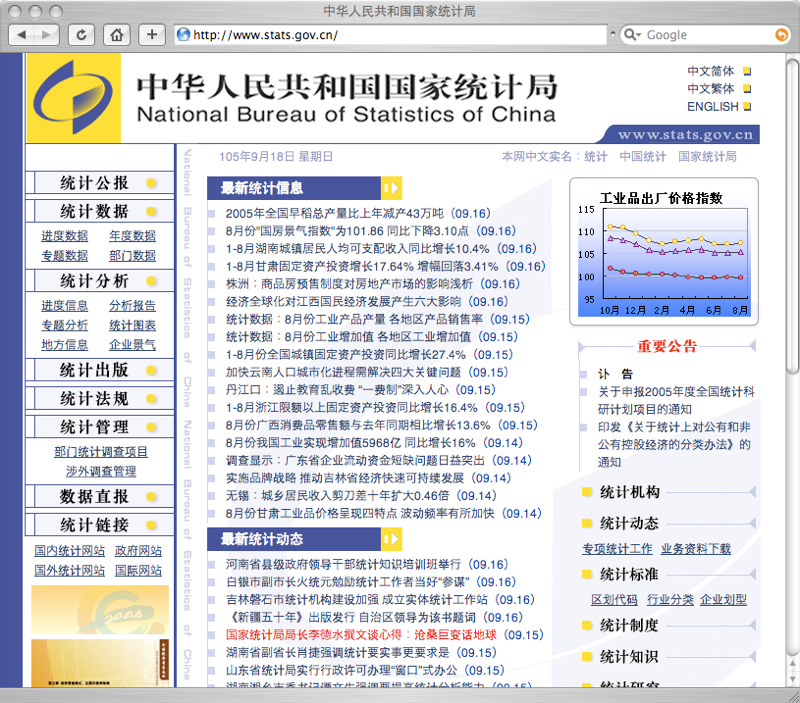 中华人民共和国国家统计局
http://www.stats.gov.cn/
Google
中华人民共和国国家统计局
National Bureau of Statistics of China
中文简体
中文繁体
ENGLISH
www.stats.gov.cn
105年9月18日 星期日
本网中文实名：统计 中国统计 国家统计局
统计公报
统计数据
进度数据 年度数据
专题数据 部门数据
统计分析
进度信息 分析报告
专题分析 统计图表
地方信息 企业景气
统计出版
统计法规
统计管理
部门统计调查项目
涉外调查管理
数据直报
统计链接
国内统计网站 政府网站
国外统计网站 国际网站
2004
National Bureau of Statistics of China National Bureau of Statistics of China
最新统计信息
2005年全国早稻总产量比上年减产43万吨（09.16）
8月份"国房景气指数"为101.86 同比下降3.10点（09.16）
1-8月湖南城镇居民人均可支配收入同比增长10.4%（09.16）
1-8月甘肃固定资产投资增长17.64% 增幅回落3.41%（09.16）
株洲：商品房预售制度对房地产市场的影响浅析（09.16）
经济全球化对江西国民经济发展产生六大影响（09.16）
统计数据：8月份工业产品产量 各地区产品销售率（09.15）
统计数据：8月份工业增加值 各地区工业增加值（09.15）
1-8月份全国城镇固定资产投资同比增长27.4%（09.15）
加快云南人口城市化进程需解决四大关键问题（09.15）
丹江口：遏止教育乱收费 “一费制”深入人心（09.15）
1-8月浙江限额以上固定资产投资同比增长16.4%（09.15）
8月份广西消费品零售额与去年同期相比增长13.6%（09.15）
8月份我国工业实现增加值5968亿 同比增长16%（09.14）
调查显示：广东省企业流动资金短缺问题日益突出（09.14）
实施品牌战略 推动吉林省经济快速可持续发展（09.14）
无锡：城乡居民收入剪刀差十年扩大0.46倍（09.14）
8月份甘肃工业品价格呈现四特点 波动频率有所加快（09.14）
最新统计动态
河南省县级政府领导干部统计知识培训班举行（09.16）
白银市副市长火统元勉励统计工作者当好“参谋”（09.16）
吉林磐石市统计机构建设加强 成立实体统计工作站（09.16）
《新疆五十年》出版发行 自治区领导为该书题词（09.16）
国家统计局局长李德水撰文谈心得：沧桑巨变话地球（09.15）
湖南省副省长肖捷强调统计要实事更要求是（09.15）
山东省统计局实行行政许可办理“窗口”式办公（09.15）
工业品出厂价格指数
115
110
105
100
95
10月 12月 2月 4月 6月 8月
重要公告
讣 告
关于申报2005年度全国统计科
研计划项目的通知
印发《关于统计上对公有和非
公有控股经济的分类办法》的
通知
统计机构
统计动态
专项统计工作 业务资料下载
统计标准
区划代码 行业分类 企业划型
统计制度
统计知识
统计研究